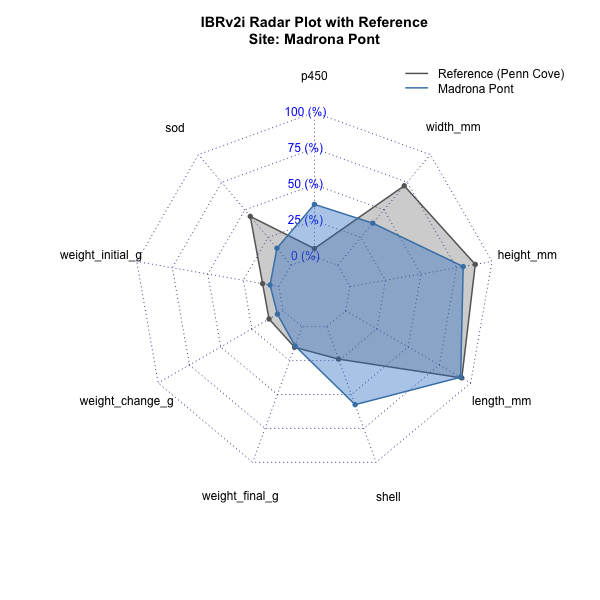 IBRv2i Radar Plot with Reference
Site: Madrona Pont
p450
Reference (Penn Cove)
Madrona Pont
100 (%)
sod
width_mm
75 (%)
50 (%)
25 (%)
weight_initial_g
0 (%)
height_mm
weight_change_g
length_mm
weight_final_g
shell